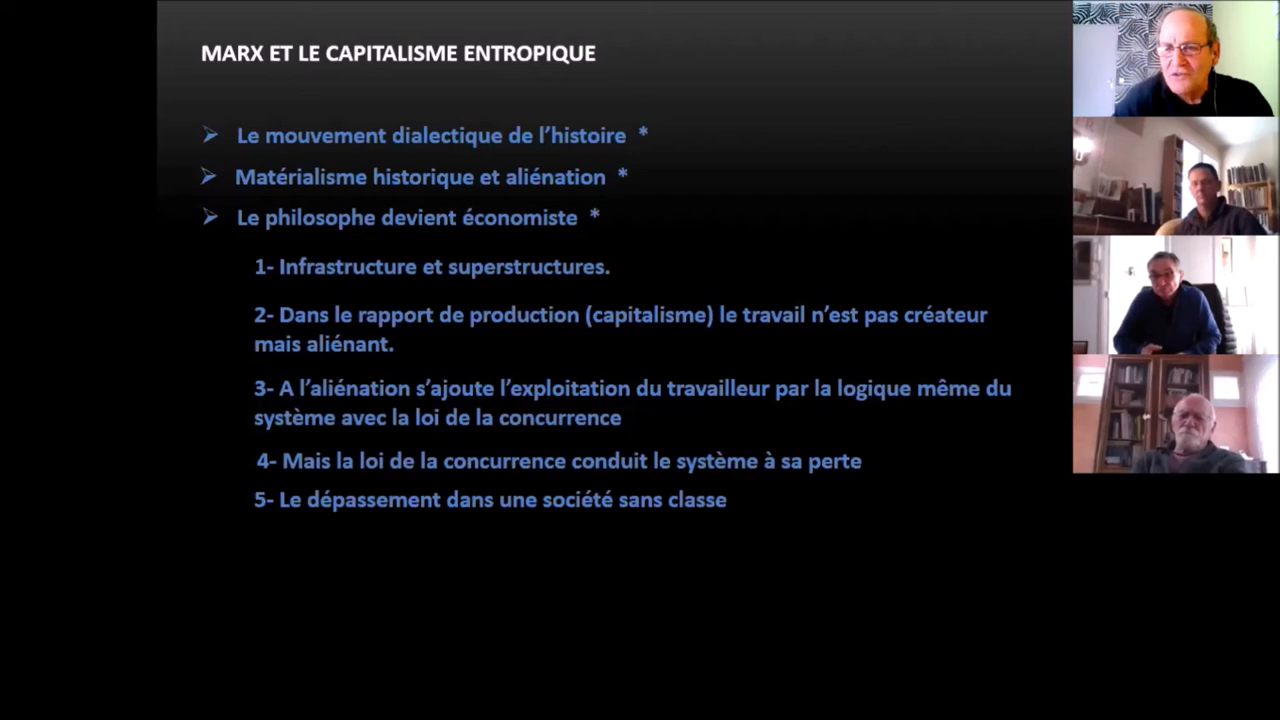 MARX ET LE CAPITALISME ENTROPIQUE
Le mouvement dialectique de l’histoire *
Matérialisme historique et aliénation *
Le philosophe devient économiste *
1- Infrastructure et superstructures.
2- Dans le rapport de production (capitalisme) le travail n’est pas créateur
mais aliénant.
3- A l’aliénation s’ajoute l’exploitation du travailleur par la logique même du
système avec la loi de la concurrence
4- Mais la loi de la concurrence conduit le système à sa perte
5- Le dépassement dans une société sans classe